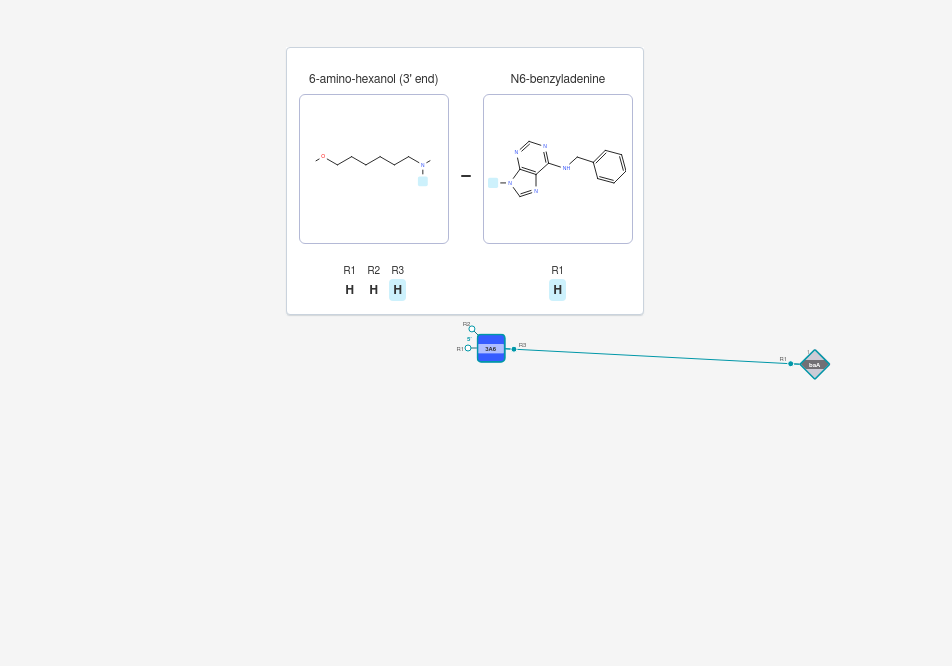 6-amino-hexanol (3' end)
N6-benzyladenine
O
N
N
N
NH
N
N
–
R1 R2 R3
H H H
R1
H
R2
5'
R1
3A6
R3
R1
1
baA